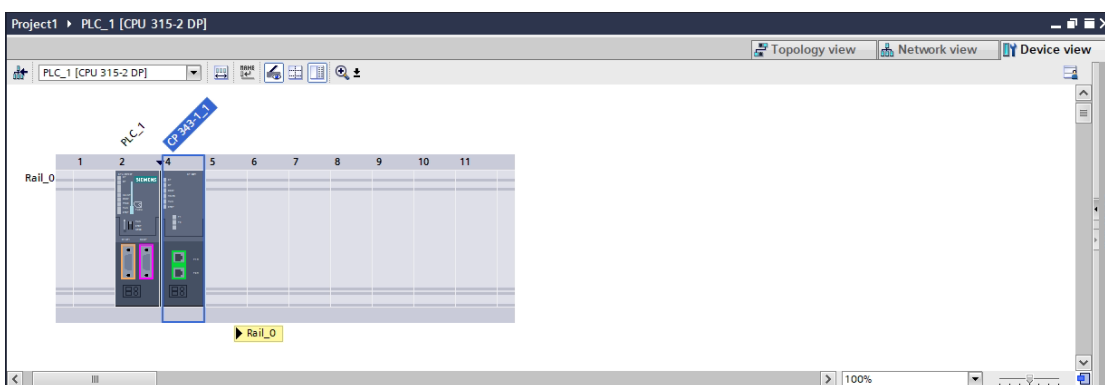 Project1 ▸ PLC_1 [CPU 315-2 DP]
Topology view Network view Device view
PLC_1 [CPU 315-2 DP]
PLC_1
CP 343-1_1
1 2 4 5 6 7 8 9 10 11
Rail_0
SIEMENS
Rail_0
100%